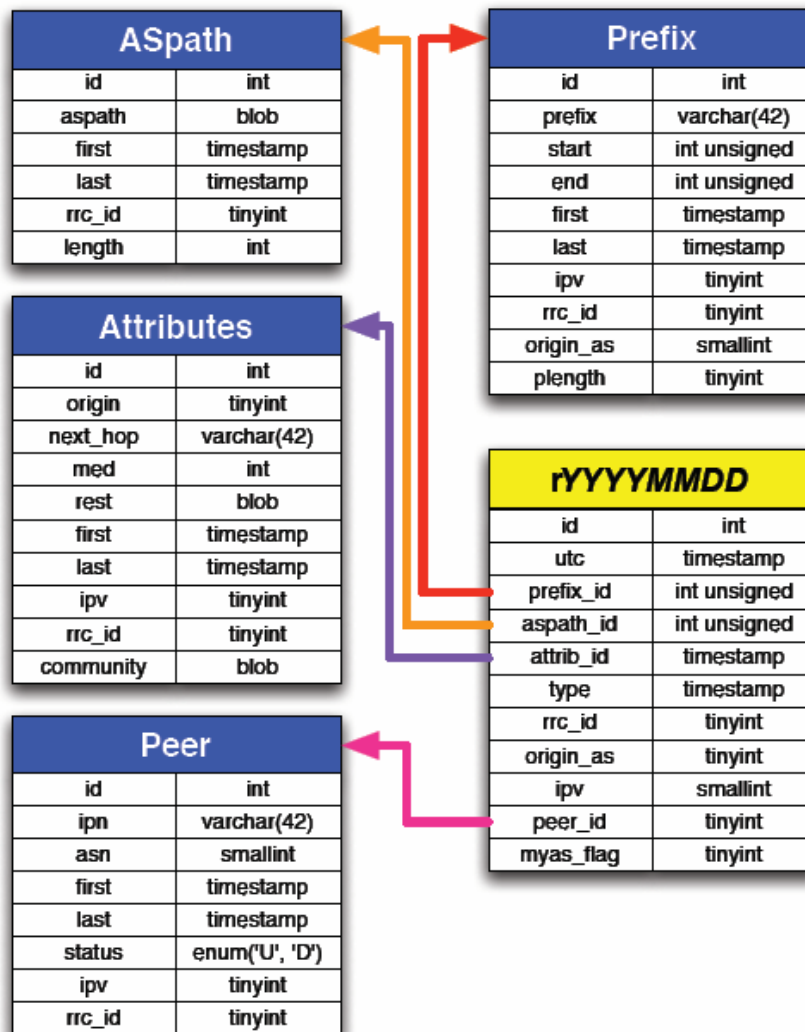 ASpath
id int
aspath blob
first timestamp
last timestamp
rrc_id tinyint
length int
Attributes
id int
origin tinyint
next_hop varchar(42)
med int
rest blob
first timestamp
last timestamp
ipv tinyint
rrc_id tinyint
community blob
Peer
id int
ipn varchar(42)
asn smallint
first timestamp
last timestamp
status enum('U', 'D')
ipv tinyint
rrc_id tinyint
Prefix
id int
prefix varchar(42)
start int unsigned
end int unsigned
first timestamp
last timestamp
ipv tinyint
rrc_id tinyint
origin_as smallint
plength tinyint
rYYYYMMDD
id int
utc timestamp
prefix_id int unsigned
aspath_id int unsigned
attrib_id timestamp
type timestamp
rrc_id tinyint
origin_as tinyint
ipv smallint
peer_id tinyint
myas_flag tinyint